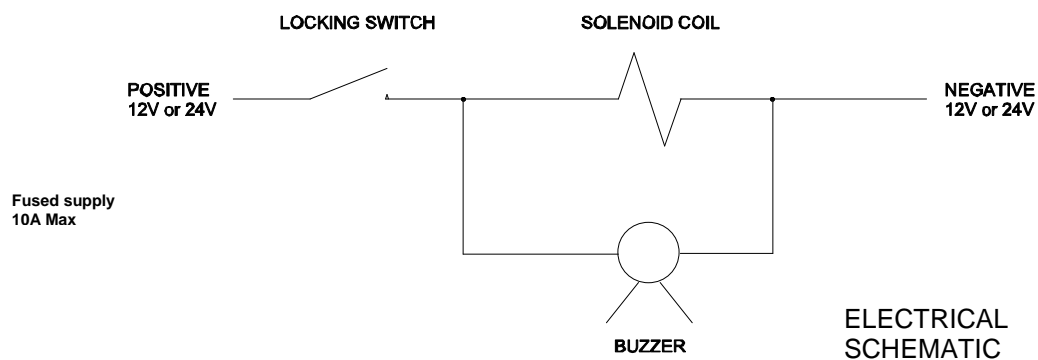 LOCKING SWITCH
SOLENOID COIL
POSITIVE
12V or 24V
NEGATIVE
12V or 24V
Fused supply
10A Max
BUZZER
ELECTRICAL
SCHEMATIC